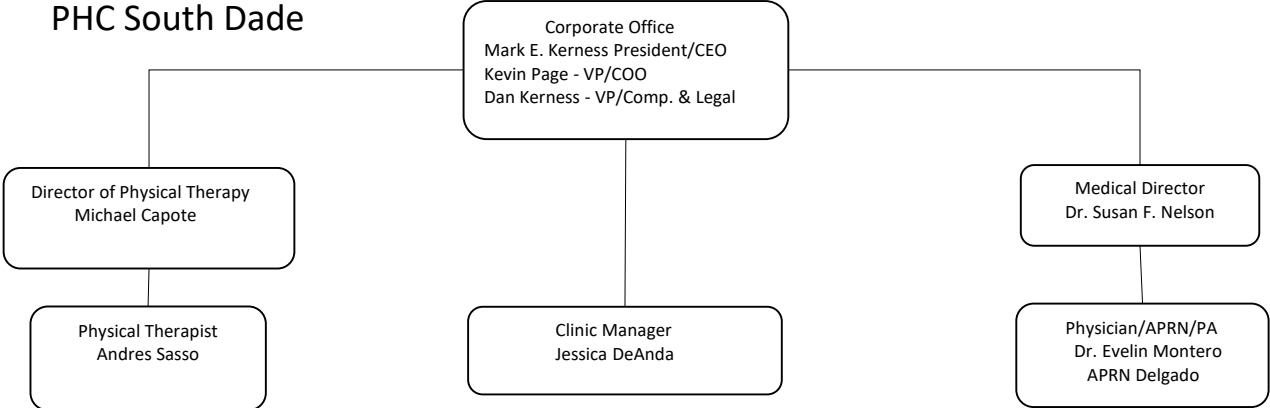 PHC South Dade
Corporate Office
Mark E. Kerness President/CEO
Kevin Page - VP/COO
Dan Kerness - VP/Comp. & Legal
Director of Physical Therapy
Michael Capote
Medical Director
Dr. Susan F. Nelson
Physical Therapist
Andres Sasso
Clinic Manager
Jessica DeAnda
Physician/APRN/PA
Dr. Evelin Montero
APRN Delgado